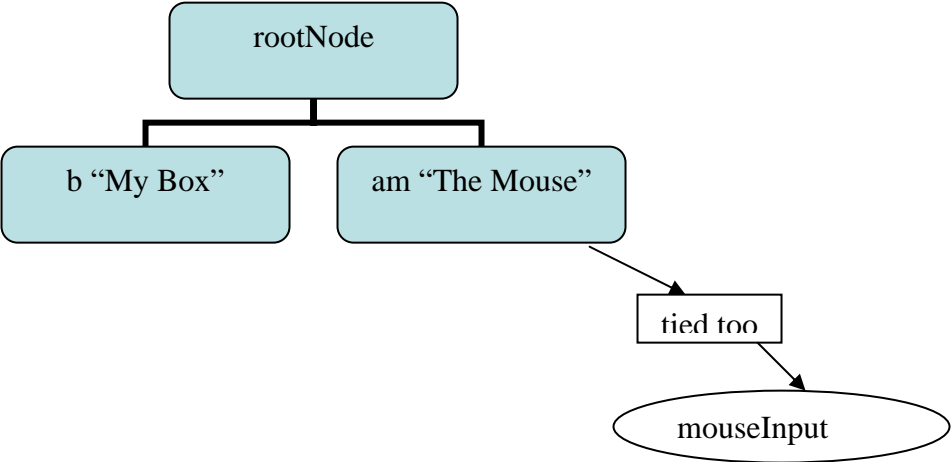 rootNode
b “My Box”
am “The Mouse”
tied too
mouseInput